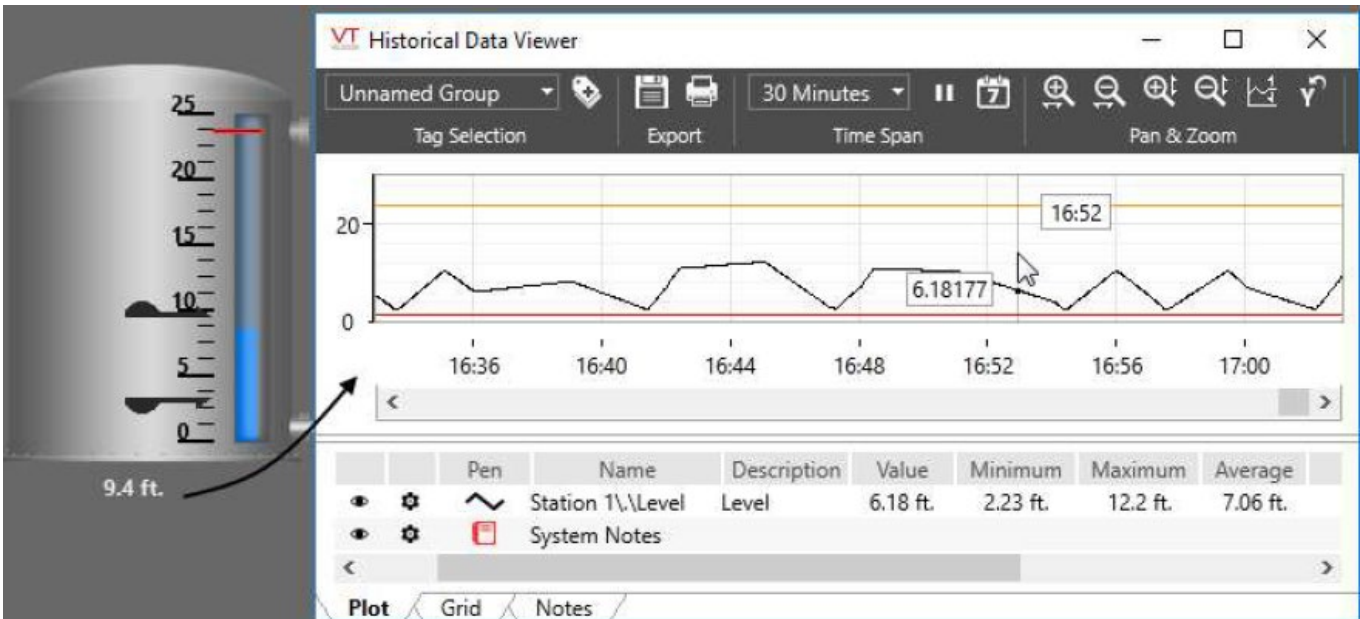 25
20
15
10
5
0
9.4 ft.
VT Historical Data Viewer
Unnamed Group
30 Minutes
7
Y
Tag Selection
Export
Time Span
Pan & Zoom
16:52
20
6.18177
0
16:36 16:40 16:44 16:48 16:52 16:56 17:00
Pen Name Description Value Minimum Maximum Average
Station 1\.\Level Level 6.18 ft. 2.23 ft. 12.2 ft. 7.06 ft.
System Notes
Plot Grid Notes